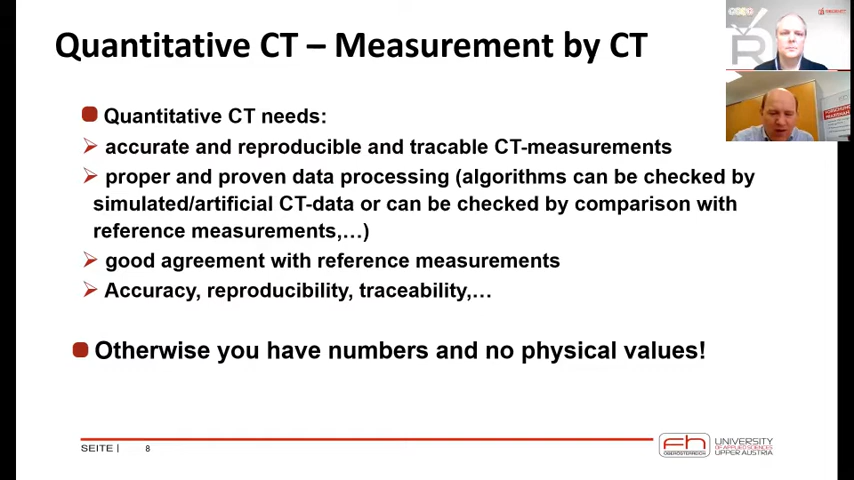 Quantitative CT – Measurement by CT
Quantitative CT needs:
accurate and reproducible and tracable CT-measurements
proper and proven data processing (algorithms can be checked by
simulated/artificial CT-data or can be checked by comparison with
reference measurements,…)
good agreement with reference measurements
Accuracy, reproducibility, traceability,…
Otherwise you have numbers and no physical values!
SEITE | 8
fh
OBERÖSTERREICH
UNIVERSITY
OF APPLIED SCIENCES
UPPER AUSTRIA